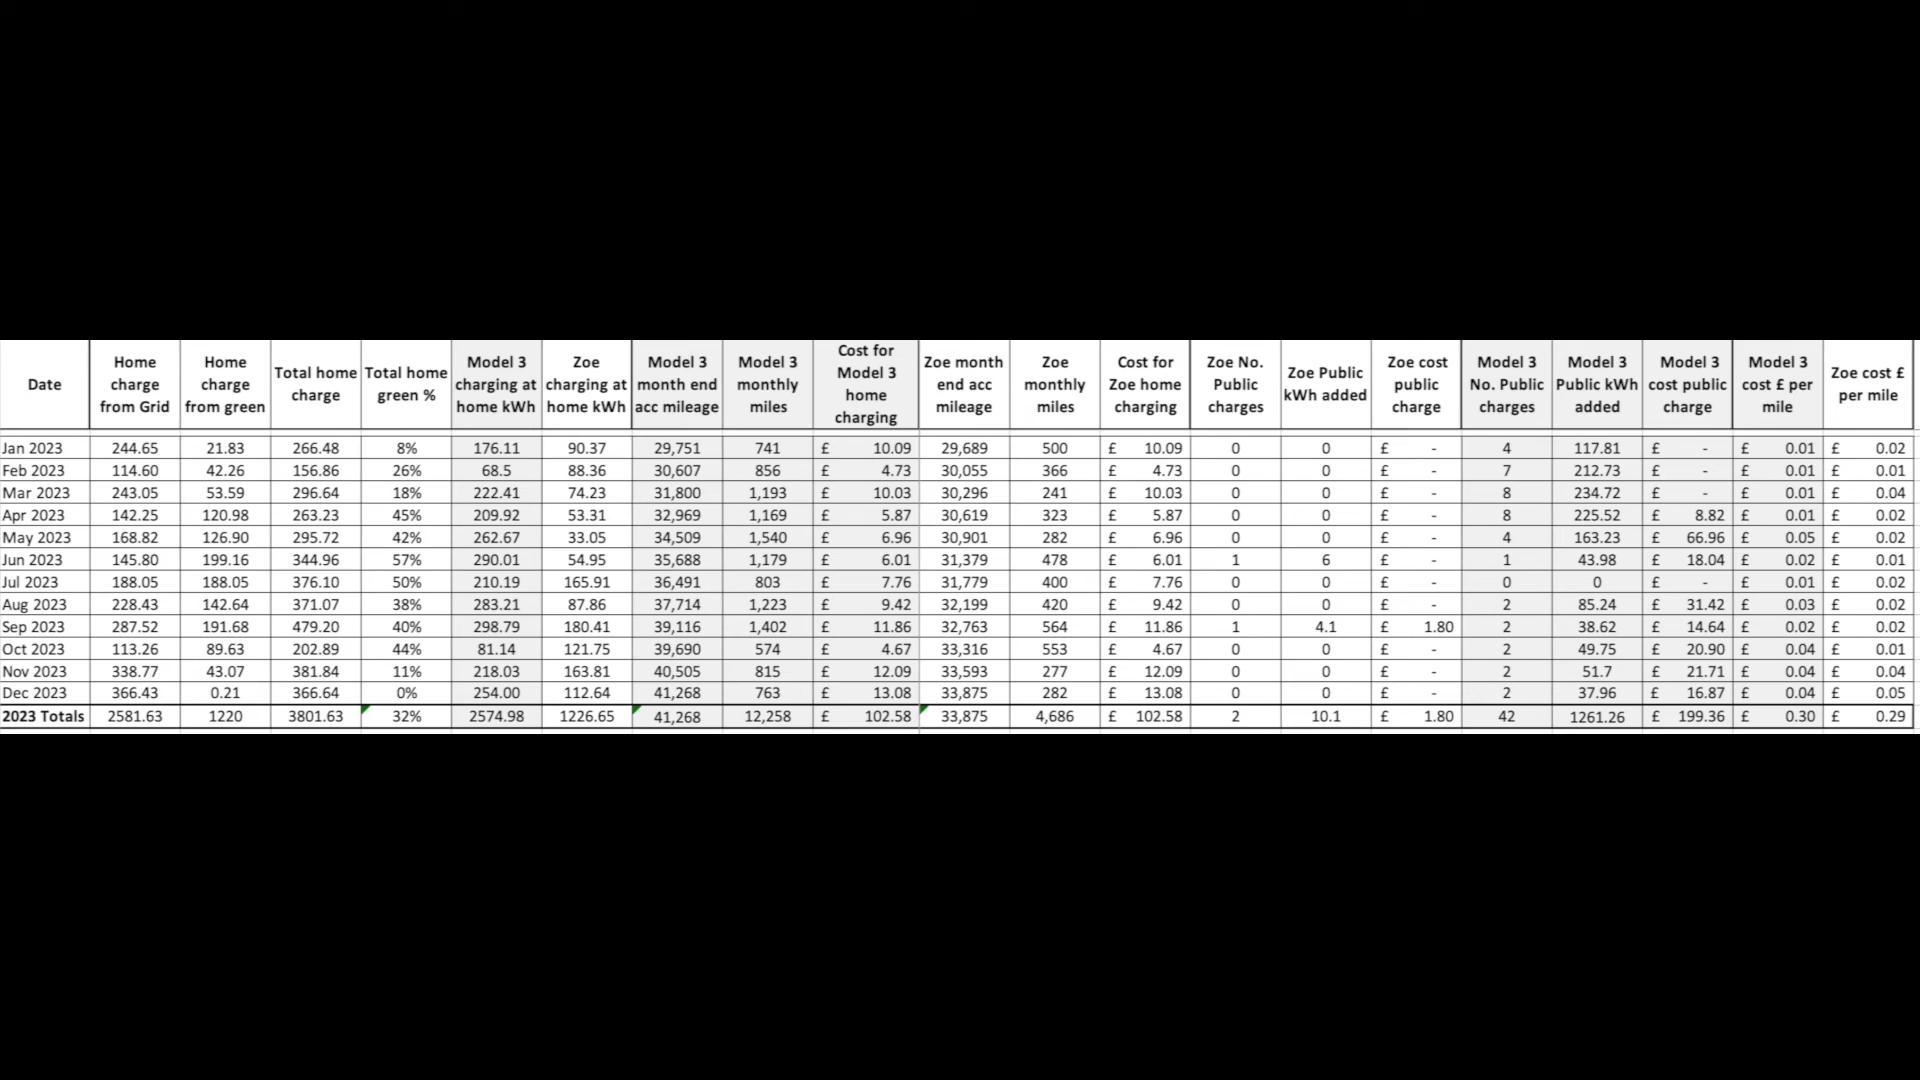 Date | Home charge from Grid | Home charge from green | Total home charge | Total home green % | Model 3 charging at home kWh | Zoe charging at home kWh | Model 3 month end acc mileage | Model 3 monthly miles | Cost for Model 3 home charging | Zoe month end acc mileage | Zoe monthly miles | Cost for Zoe home charging | Zoe No. Public charges | Zoe Public kWh added | Zoe cost public charge | Model 3 No. Public charges | Model 3 Public kWh added | Model 3 cost public charge | Model 3 cost £ per mile | Zoe cost £ per mile
Jan 2023 | 244.65 | 21.83 | 266.48 | 8% | 176.11 | 90.37 | 29,751 | 741 | £ 10.09 | 29,689 | 500 | £ 10.09 | 0 | 0 | £ - | 4 | 117.81 | £ - | £ 0.01 | £ 0.02
Feb 2023 | 114.60 | 42.26 | 156.86 | 26% | 68.5 | 88.36 | 30,607 | 856 | £ 4.73 | 30,055 | 366 | £ 4.73 | 0 | 0 | £ - | 7 | 212.73 | £ - | £ 0.01 | £ 0.01
Mar 2023 | 243.05 | 53.59 | 296.64 | 18% | 222.41 | 74.23 | 31,800 | 1,193 | £ 10.03 | 30,296 | 241 | £ 10.03 | 0 | 0 | £ - | 8 | 234.72 | £ - | £ 0.01 | £ 0.04
Apr 2023 | 142.25 | 120.98 | 263.23 | 45% | 209.92 | 53.31 | 32,969 | 1,169 | £ 5.87 | 30,619 | 323 | £ 5.87 | 0 | 0 | £ - | 8 | 225.52 | £ 8.82 | £ 0.01 | £ 0.02
May 2023 | 168.82 | 126.90 | 295.72 | 42% | 262.67 | 33.05 | 34,509 | 1,540 | £ 6.96 | 30,901 | 282 | £ 6.96 | 0 | 0 | £ - | 4 | 163.23 | £ 66.96 | £ 0.05 | £ 0.02
Jun 2023 | 145.80 | 199.16 | 344.96 | 57% | 290.01 | 54.95 | 35,688 | 1,179 | £ 6.01 | 31,379 | 478 | £ 6.01 | 1 | 6 | £ - | 1 | 43.98 | £ 18.04 | £ 0.02 | £ 0.01
Jul 2023 | 188.05 | 188.05 | 376.10 | 50% | 210.19 | 165.91 | 36,491 | 803 | £ 7.76 | 31,779 | 400 | £ 7.76 | 0 | 0 | £ - | 0 | 0 | £ - | £ 0.01 | £ 0.02
Aug 2023 | 228.43 | 142.64 | 371.07 | 38% | 283.21 | 87.86 | 37,714 | 1,223 | £ 9.42 | 32,199 | 420 | £ 9.42 | 0 | 0 | £ - | 2 | 85.24 | £ 31.42 | £ 0.03 | £ 0.02
Sep 2023 | 287.52 | 191.68 | 479.20 | 40% | 298.79 | 180.41 | 39,116 | 1,402 | £ 11.86 | 32,763 | 564 | £ 11.86 | 1 | 4.1 | £ 1.80 | 2 | 38.62 | £ 14.64 | £ 0.02 | £ 0.02
Oct 2023 | 113.26 | 89.63 | 202.89 | 44% | 81.14 | 121.75 | 39,690 | 574 | £ 4.67 | 33,316 | 553 | £ 4.67 | 0 | 0 | £ - | 2 | 49.75 | £ 20.90 | £ 0.04 | £ 0.01
Nov 2023 | 338.77 | 43.07 | 381.84 | 11% | 218.03 | 163.81 | 40,505 | 815 | £ 12.09 | 33,593 | 277 | £ 12.09 | 0 | 0 | £ - | 2 | 51.7 | £ 21.71 | £ 0.04 | £ 0.04
Dec 2023 | 366.43 | 0.21 | 366.64 | 0% | 254.00 | 112.64 | 41,268 | 763 | £ 13.08 | 33,875 | 282 | £ 13.08 | 0 | 0 | £ - | 2 | 37.96 | £ 16.87 | £ 0.04 | £ 0.05
2023 Totals | 2581.63 | 1220 | 3801.63 | 32% | 2574.98 | 1226.65 | 41,268 | 12,258 | £ 102.58 | 33,875 | 4,686 | £ 102.58 | 2 | 10.1 | £ 1.80 | 42 | 1261.26 | £ 199.36 | £ 0.30 | £ 0.29